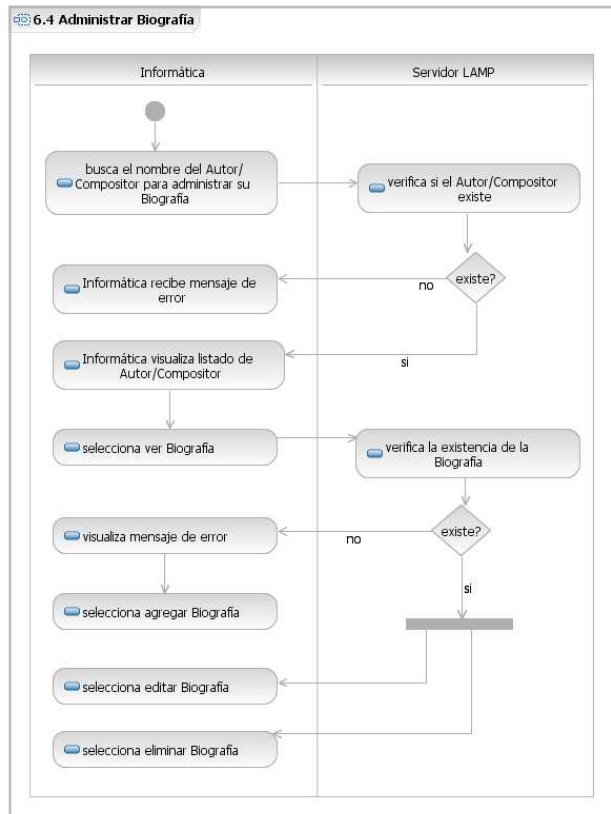 6.4 Administrar Biografía
Informática
Servidor LAMP
busca el nombre del Autor/
Compositor para administrar su
Biografía
verifica si el Autor/Compositor
existe
existe?
no
Informática recibe mensaje de
error
si
Informática visualiza listado de
Autor/Compositor
selecciona ver Biografía
verifica la existencia de la
Biografía
existe?
no
visualiza mensaje de error
si
selecciona agregar Biografía
selecciona editar Biografía
selecciona eliminar Biografía